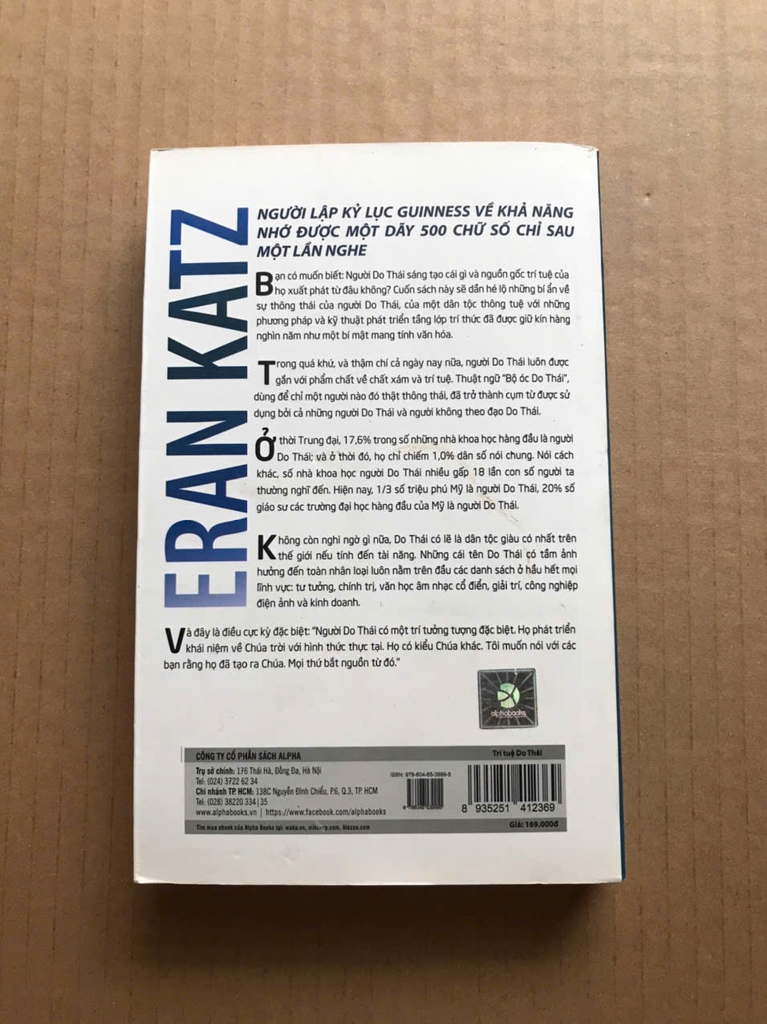 ERAN KATZ
NGƯỜI LẬP KỶ LỤC GUINNESS VỀ KHẢ NĂNG
NHỚ ĐƯỢC MỘT DÃY 500 CHỮ SỐ CHỈ SAU
MỘT LẦN NGHE
Bạn có muốn biết: Người Do Thái sáng tạo cái gì và nguồn gốc trí tuệ của
họ xuất phát từ đâu không? Cuốn sách này sẽ dần hé lộ những bí ẩn về
sự thông thái của người Do Thái, của một dân tộc thông tuệ với những
phương pháp và kỹ thuật phát triển tầng lớp trí thức đã được giữ kín hàng
nghìn năm như một bí mật mang tính văn hóa.
Trong quá khứ, và thậm chí cả ngày nay nữa, người Do Thái luôn được
gắn với phẩm chất về chất xám và trí tuệ. Thuật ngữ "Bộ óc Do Thái",
dùng để chỉ một người nào đó thật thông thái, đã trở thành cụm từ được sử
dụng bởi cả những người Do Thái và người không theo đạo Do Thái.
Ở thời Trung đại, 17,6% trong số những nhà khoa học hàng đầu là người
Do Thái; và ở thời đó, họ chỉ chiếm 1,0% dân số nói chung. Nói cách
khác, số nhà khoa học người Do Thái nhiều gấp 18 lần con số người ta
thường nghĩ đến. Hiện nay, 1/3 số triệu phú Mỹ là người Do Thái, 20% số
giáo sư các trường đại học hàng đầu của Mỹ là người Do Thái.
Không còn nghi ngờ gì nữa, Do Thái có lẽ là dân tộc giàu có nhất trên
thế giới nếu tính đến tài năng. Những cái tên Do Thái có tầm ảnh
hưởng đến toàn nhân loại luôn nằm trên đầu các danh sách ở hầu hết mọi
lĩnh vực: tư tưởng, chính trị, văn học âm nhạc cổ điển, giải trí, công nghiệp
điện ảnh và kinh doanh.
Và đây là điều cực kỳ đặc biệt: "Người Do Thái có một trí tưởng tượng đặc biệt. Họ phát triển
khái niệm về Chúa trời với hình thức thực tại. Họ có kiểu Chúa khác. Tôi muốn nói với các
bạn rằng họ đã tạo ra Chúa. Mọi thứ bắt nguồn từ đó."
alphabooks
CÔNG TY CỔ PHẦN SÁCH ALPHA
Trụ sở chính: 176 Thái Hà, Đống Đa, Hà Nội
Tel: (024) 3722 62 34
Chi nhánh TP. HCM: 138C Nguyễn Đình Chiểu, P.6, Q.3, TP. HCM
Tel: (028) 38220 334 | 35
www.alphabooks.vn | https://www.facebook.com/alphabooks
Tìm mua ebook của Alpha Books tại: waka.vn,
Trí tuệ Do Thái
8 935251 412369
Giá: 169.000đ